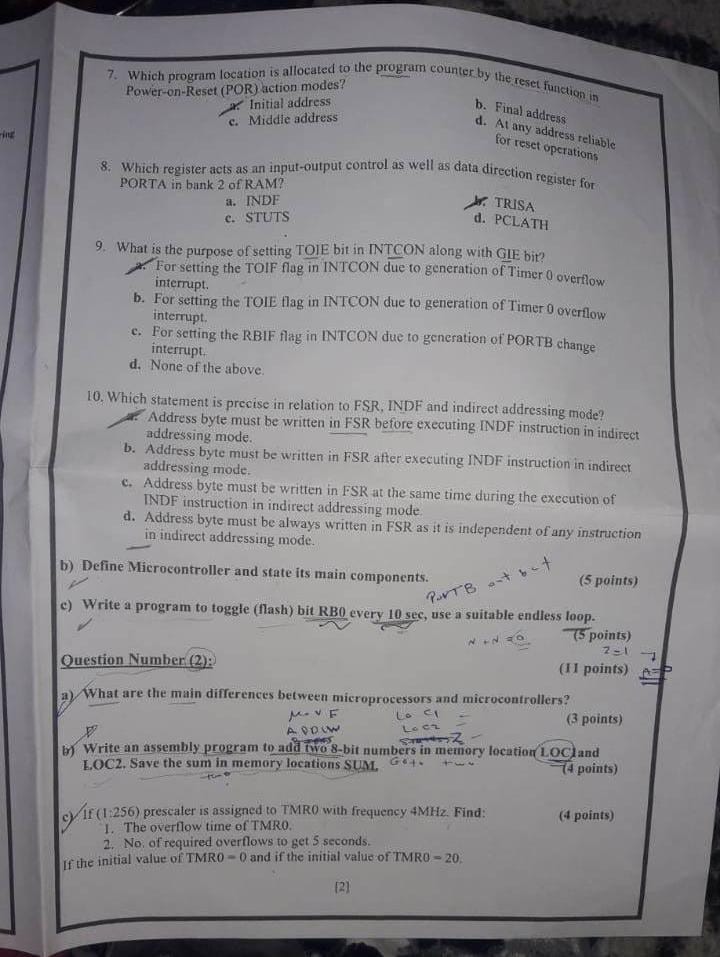 7. Which program location is allocated to the program counter by the reset function in
Power-on-Reset (POR) action modes?
a. Initial address
b. Final address
c. Middle address
d. At any address reliable
for reset operations
8. Which register acts as an input-output control as well as data direction register for
PORTA in bank 2 of RAM?
a. INDF
b. TRISA
c. STUTS
d. PCLATH
9. What is the purpose of setting TOIE bit in INTCON along with GIE bit?
a. For setting the TOIF flag in INTCON due to generation of Timer 0 overflow
interrupt.
b. For setting the TOIE flag in INTCON due to generation of Timer 0 overflow
interrupt.
c. For setting the RBIF flag in INTCON due to generation of PORTB change
interrupt.
d. None of the above.
10. Which statement is precise in relation to FSR, INDF and indirect addressing mode?
a. Address byte must be written in FSR before executing INDF instruction in indirect
addressing mode.
b. Address byte must be written in FSR after executing INDF instruction in indirect
addressing mode.
c. Address byte must be written in FSR at the same time during the execution of
INDF instruction in indirect addressing mode.
d. Address byte must be always written in FSR as it is independent of any instruction
in indirect addressing mode.
b) Define Microcontroller and state its main components.
(5 points)
PORTB out but
c) Write a program to toggle (flash) bit RB0 every 10 sec, use a suitable endless loop.
(5 points)
Z=1
Question Number (2):
(11 points)
a) What are the main differences between microprocessors and microcontrollers?
(3 points)
MOVF
LOC1
ADDLW
LOC2
b) Write an assembly program to add two 8-bit numbers in memory location LOC1and
LOC2. Save the sum in memory locations SUM.
Goto two
(4 points)
two
c) If (1:256) prescaler is assigned to TMR0 with frequency 4MHz. Find:
(4 points)
1. The overflow time of TMR0.
2. No. of required overflows to get 5 seconds.
If the initial value of TMR0 = 0 and if the initial value of TMR0 = 20.
[2]